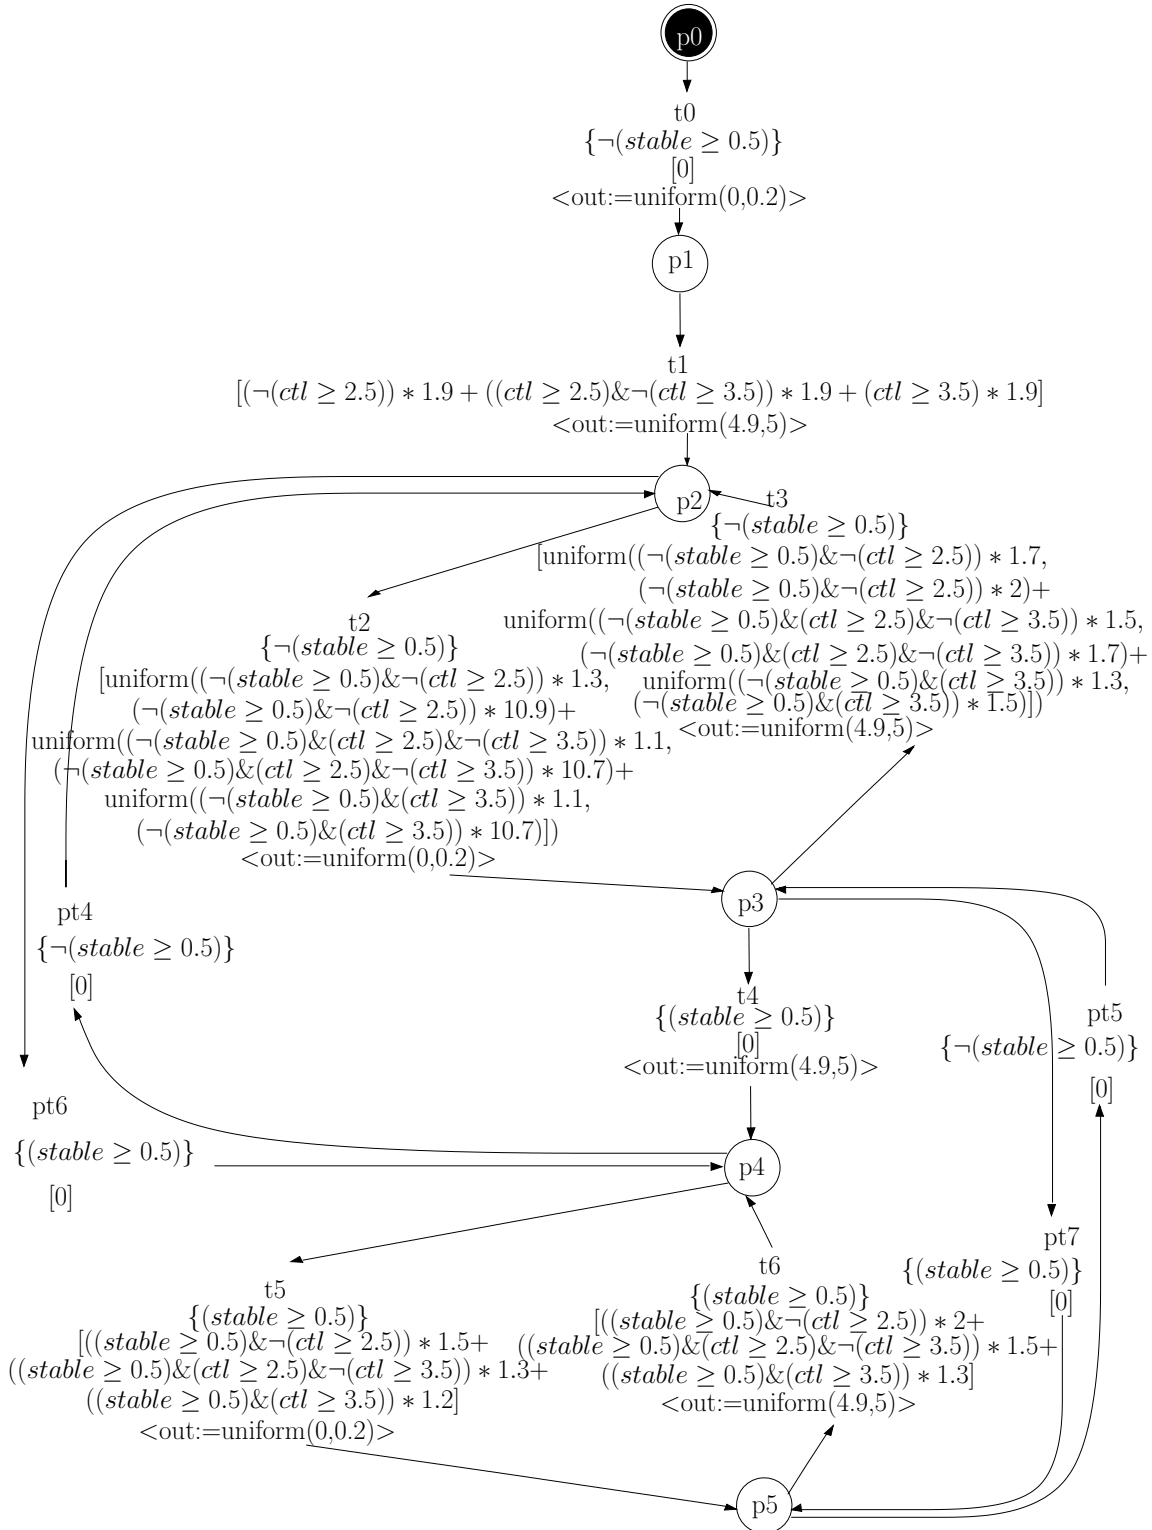 p0
t0
{¬(stable ≥ 0.5)}
[0]
<out:=uniform(0,0.2)>
p1
t1
[(¬(ctl ≥ 2.5)) ∗ 1.9 + ((ctl ≥ 2.5)&¬(ctl ≥ 3.5)) ∗ 1.9 + (ctl ≥ 3.5) ∗ 1.9]
<out:=uniform(4.9,5)>
p2
t3
{¬(stable ≥ 0.5)}
[uniform((¬(stable ≥ 0.5)&¬(ctl ≥ 2.5)) ∗ 1.7,
(¬(stable ≥ 0.5)&¬(ctl ≥ 2.5)) ∗ 2)+
uniform((¬(stable ≥ 0.5)&(ctl ≥ 2.5)&¬(ctl ≥ 3.5)) ∗ 1.5,
(¬(stable ≥ 0.5)&(ctl ≥ 2.5)&¬(ctl ≥ 3.5)) ∗ 1.7)+
uniform((¬(stable ≥ 0.5)&(ctl ≥ 3.5)) ∗ 1.3,
(¬(stable ≥ 0.5)&(ctl ≥ 3.5)) ∗ 1.5)])
<out:=uniform(4.9,5)>
t2
{¬(stable ≥ 0.5)}
[uniform((¬(stable ≥ 0.5)&¬(ctl ≥ 2.5)) ∗ 1.3,
(¬(stable ≥ 0.5)&¬(ctl ≥ 2.5)) ∗ 10.9)+
uniform((¬(stable ≥ 0.5)&(ctl ≥ 2.5)&¬(ctl ≥ 3.5)) ∗ 1.1,
(¬(stable ≥ 0.5)&(ctl ≥ 2.5)&¬(ctl ≥ 3.5)) ∗ 10.7)+
uniform((¬(stable ≥ 0.5)&(ctl ≥ 3.5)) ∗ 1.1,
(¬(stable ≥ 0.5)&(ctl ≥ 3.5)) ∗ 10.7)])
<out:=uniform(0,0.2)>
p3
pt4
{¬(stable ≥ 0.5)}
[0]
t4
{(stable ≥ 0.5)}
[0]
<out:=uniform(4.9,5)>
pt5
{¬(stable ≥ 0.5)}
[0]
pt6
{(stable ≥ 0.5)}
[0]
p4
pt7
{(stable ≥ 0.5)}
[0]
t5
{(stable ≥ 0.5)}
[((stable ≥ 0.5)&¬(ctl ≥ 2.5)) ∗ 1.5+
((stable ≥ 0.5)&(ctl ≥ 2.5)&¬(ctl ≥ 3.5)) ∗ 1.3+
((stable ≥ 0.5)&(ctl ≥ 3.5)) ∗ 1.2]
<out:=uniform(0,0.2)>
t6
{(stable ≥ 0.5)}
[((stable ≥ 0.5)&¬(ctl ≥ 2.5)) ∗ 2+
((stable ≥ 0.5)&(ctl ≥ 2.5)&¬(ctl ≥ 3.5)) ∗ 1.5+
((stable ≥ 0.5)&(ctl ≥ 3.5)) ∗ 1.3]
<out:=uniform(4.9,5)>
p5